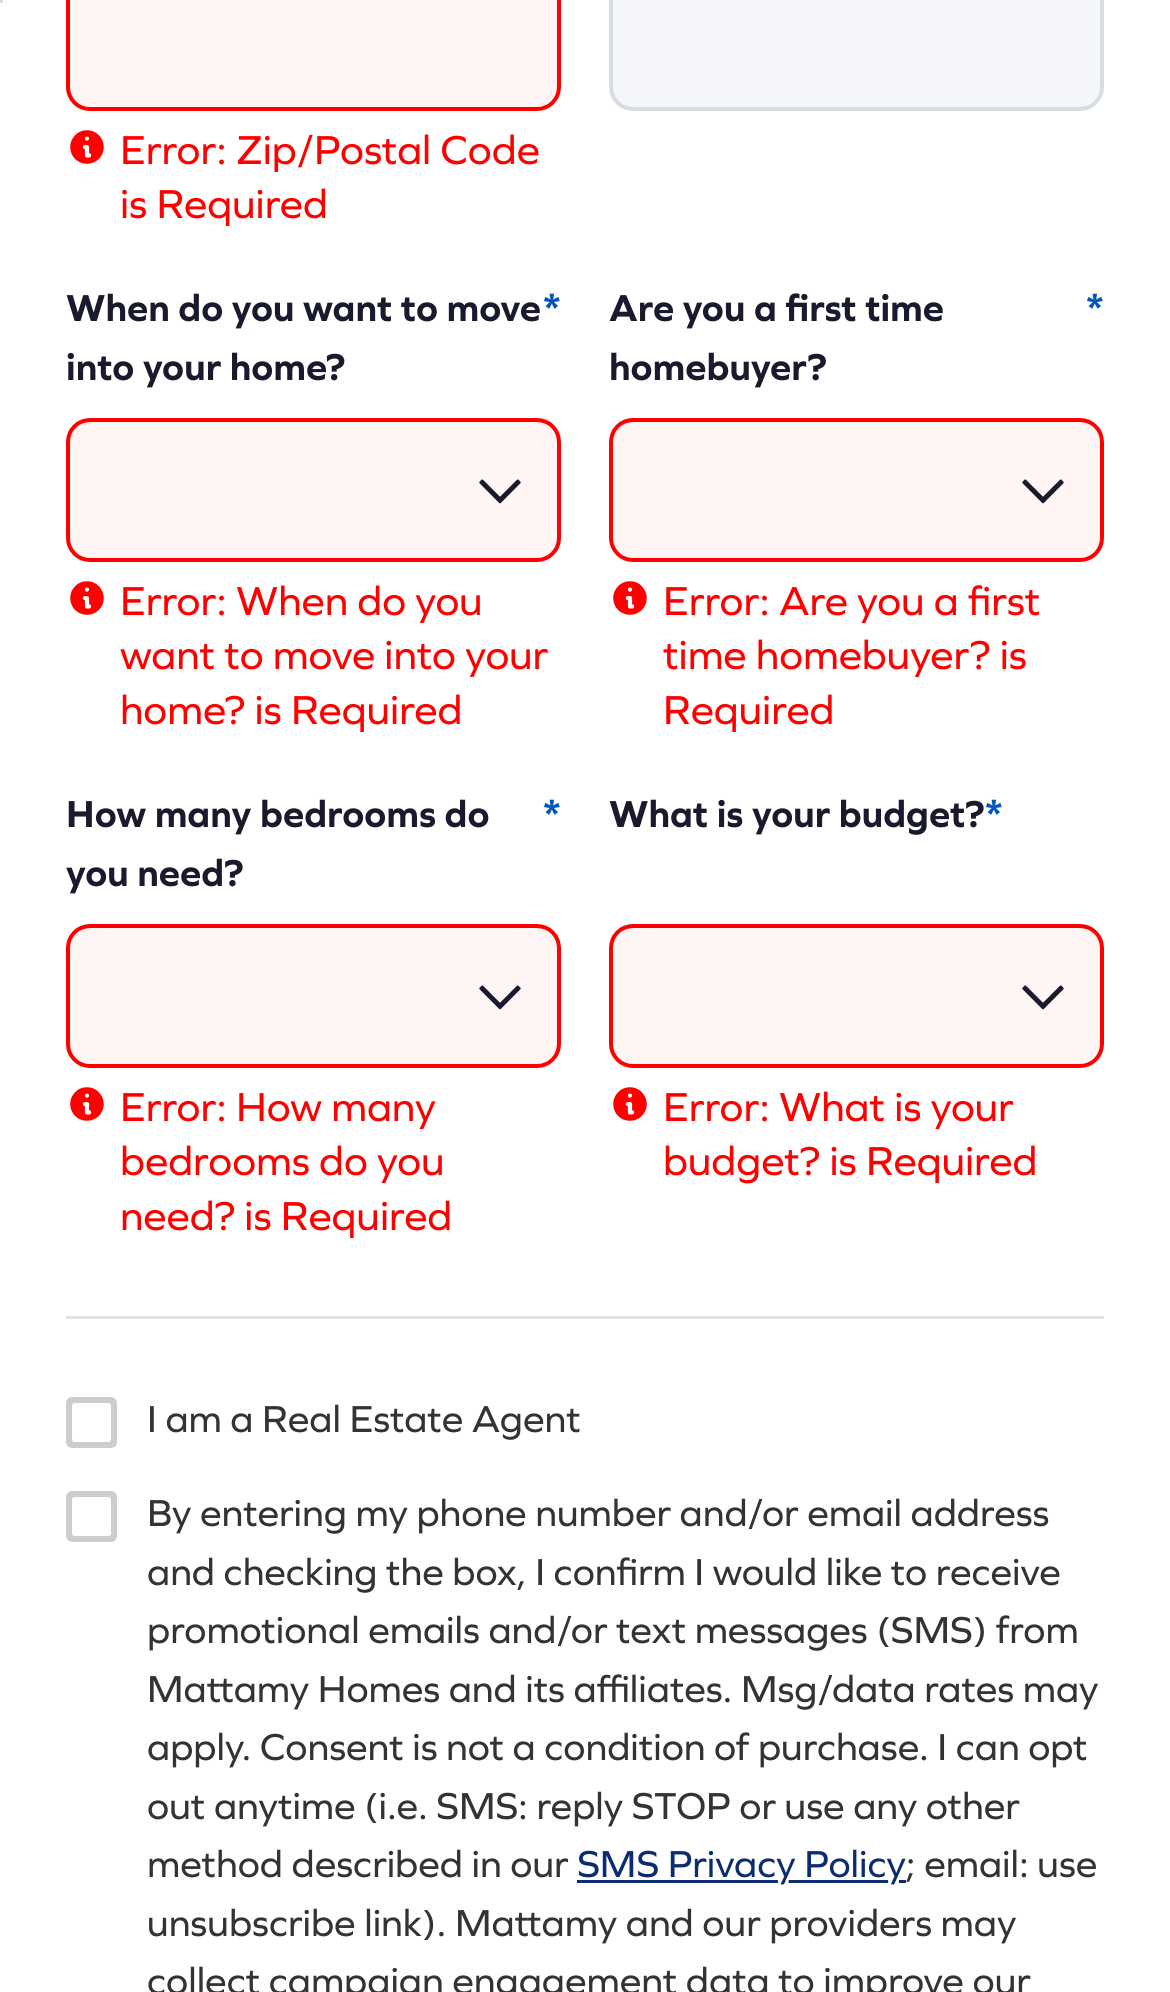 Error: Zip/Postal Code
is Required
When do you want to move*
into your home?
Are you a first time *
homebuyer?
Error: When do you
want to move into your
home? is Required
Error: Are you a first
time homebuyer? is
Required
How many bedrooms do *
you need?
What is your budget?*
Error: How many
bedrooms do you
need? is Required
Error: What is your
budget? is Required
I am a Real Estate Agent
By entering my phone number and/or email address
and checking the box, I confirm I would like to receive
promotional emails and/or text messages (SMS) from
Mattamy Homes and its affiliates. Msg/data rates may
apply. Consent is not a condition of purchase. I can opt
out anytime (i.e. SMS: reply STOP or use any other
method described in our SMS Privacy Policy; email: use
unsubscribe link). Mattamy and our providers may
collect campaign engagement data to improve our